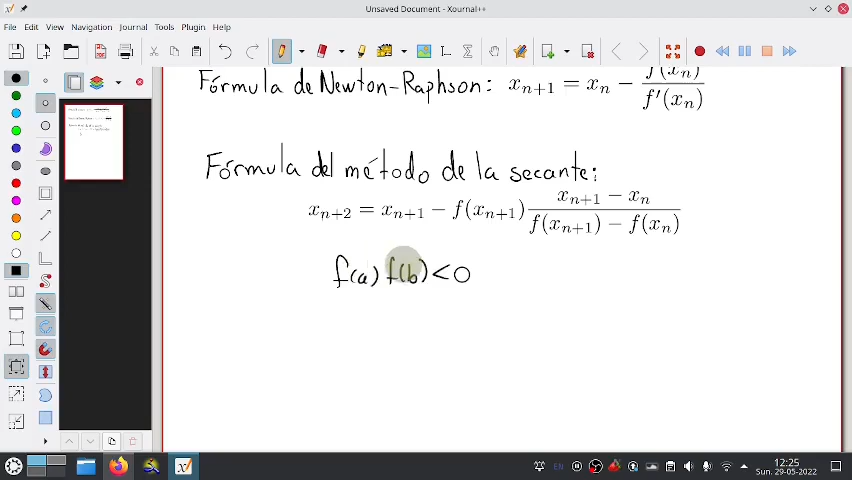 Unsaved Document - Xournal++
File Edit View Navigation Journal Tools Plugin Help
Fórmula de Newton-Raphson: x_{n+1} = x_n - \frac{f(x_n)}{f'(x_n)}
Fórmula del método de la secante:
x_{n+2} = x_{n+1} - f(x_{n+1}) \frac{x_{n+1} - x_n}{f(x_{n+1}) - f(x_n)}
f(a) f(b) < 0
EN
12:25
Sun. 29-05-2022